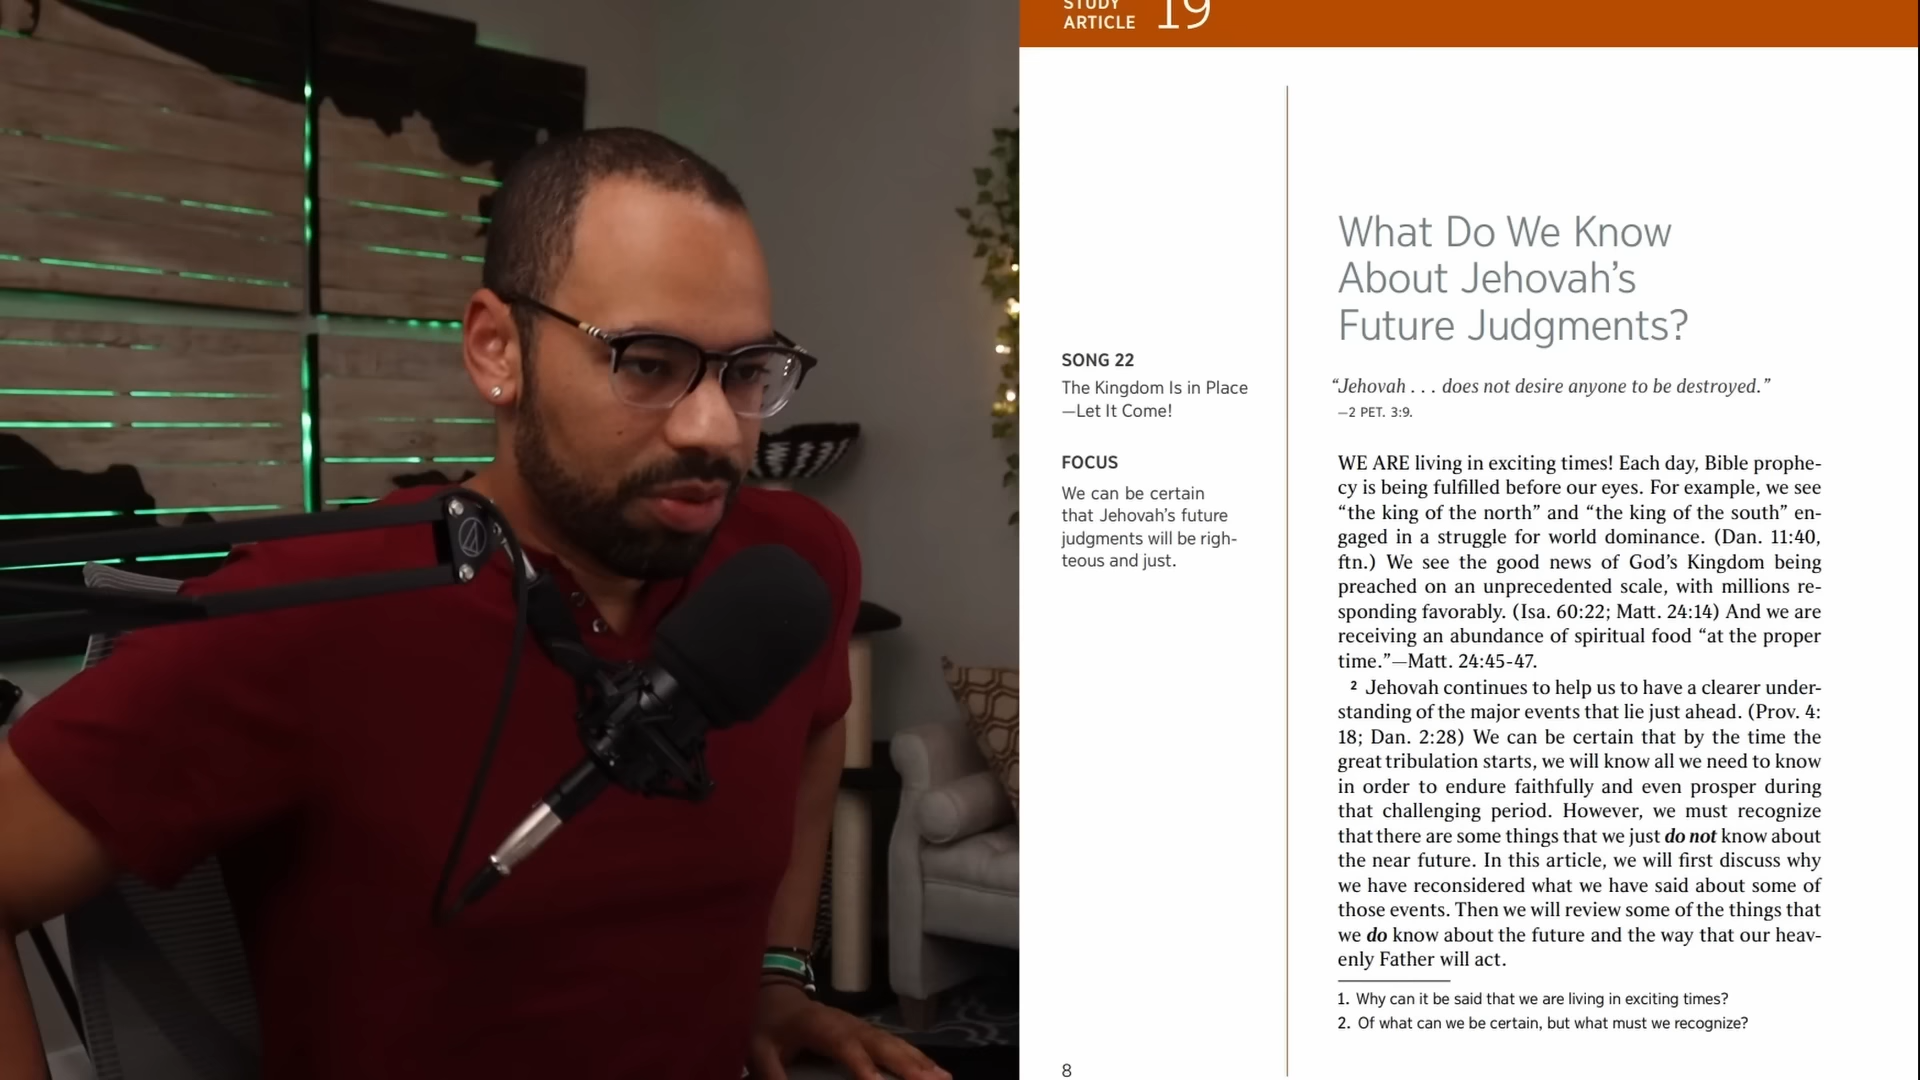 STUDY
ARTICLE 19
What Do We Know
About Jehovah’s
Future Judgments?
SONG 22
The Kingdom Is in Place
—Let It Come!
FOCUS
We can be certain
that Jehovah’s future
judgments will be righ-
teous and just.
“Jehovah . . . does not desire anyone to be destroyed.”
—2 PET. 3:9.
WE ARE living in exciting times! Each day, Bible prophe-
cy is being fulfilled before our eyes. For example, we see
“the king of the north” and “the king of the south” en-
gaged in a struggle for world dominance. (Dan. 11:40,
ftn.) We see the good news of God’s Kingdom being
preached on an unprecedented scale, with millions re-
sponding favorably. (Isa. 60:22; Matt. 24:14) And we are
receiving an abundance of spiritual food “at the proper
time.”—Matt. 24:45-47.
2 Jehovah continues to help us to have a clearer under-
standing of the major events that lie just ahead. (Prov. 4:
18; Dan. 2:28) We can be certain that by the time the
great tribulation starts, we will know all we need to know
in order to endure faithfully and even prosper during
that challenging period. However, we must recognize
that there are some things that we just do not know about
the near future. In this article, we will first discuss why
we have reconsidered what we have said about some of
those events. Then we will review some of the things that
we do know about the future and the way that our heav-
enly Father will act.
1. Why can it be said that we are living in exciting times?
2. Of what can we be certain, but what must we recognize?
8